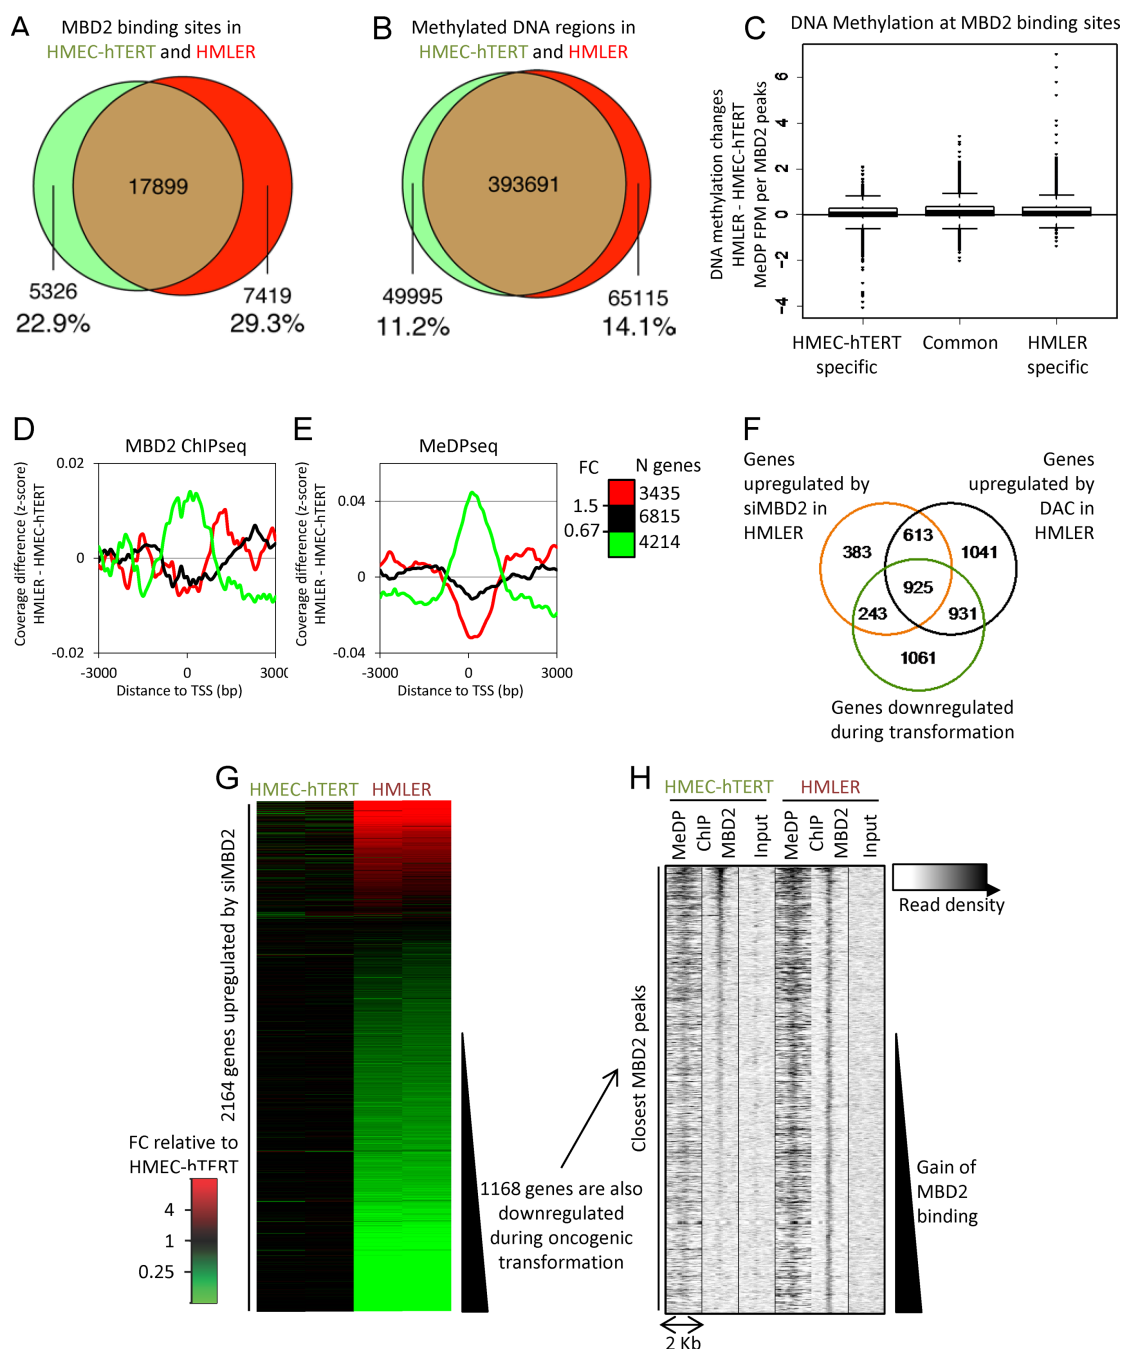 A
MBD2 binding sites in
HMEC-hTERT and HMLER
17899
5326
22.9%
7419
29.3%
B
Methylated DNA regions in
HMEC-hTERT and HMLER
393691
49995
11.2%
65115
14.1%
C
DNA Methylation at MBD2 binding sites
DNA methylation changes
HMLER - HMEC-hTERT
MeDP FPM per MBD2 peaks
6
4
2
0
-2
-4
HMEC-hTERT
specific
Common
HMLER
specific
D
MBD2 ChIPseq
Coverage difference (z-score)
HMLER - HMEC-hTERT
0.02
0
-0.02
-3000
0
3000
Distance to TSS (bp)
E
MeDPseq
Coverage difference (z-score)
HMLER - HMEC-hTERT
0.04
0
-0.04
-3000
0
3000
Distance to TSS (bp)
FC
N genes
1.5
0.67
3435
6815
4214
F
Genes
upregulated by
siMBD2 in
HMLER
Genes
upregulated by
DAC in
HMLER
383
613
1041
925
243
931
1061
Genes downregulated
during transformation
G
HMEC-hTERT
HMLER
2164 genes upregulated by siMBD2
FC relative to
HMEC-hTERT
4
1
0.25
1168 genes are also
downregulated
during oncogenic
transformation
H
HMEC-hTERT
HMLER
MeDP
ChIP
MBD2
Input
MeDP
ChIP
MBD2
Input
Read density
Closest MBD2 peaks
Gain of
MBD2
binding
2 Kb